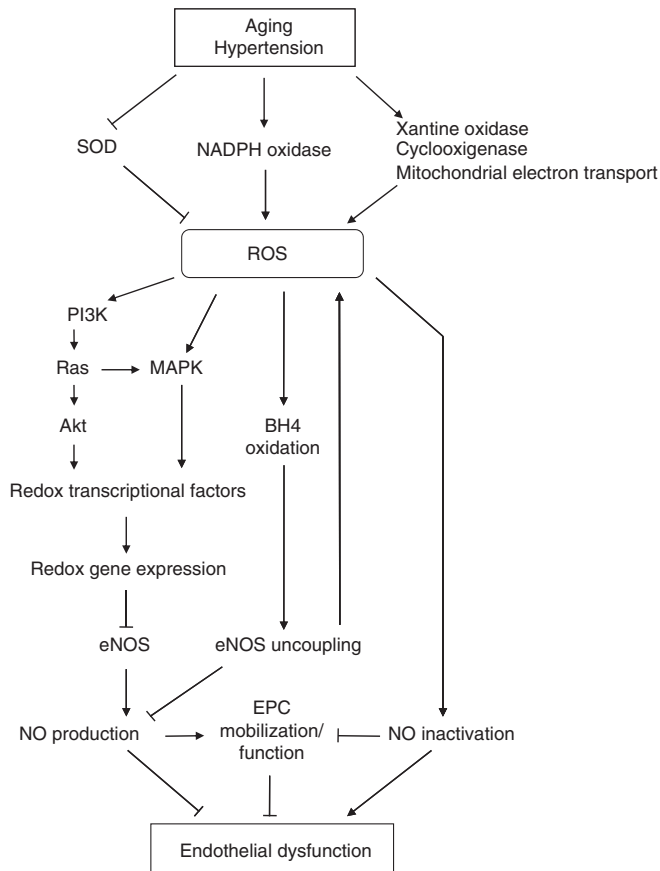 Aging
Hypertension
SOD
NADPH oxidase
Xantine oxidase
Cyclooxigenase
Mitochondrial electron transport
ROS
PI3K
Ras
MAPK
Akt
BH4
oxidation
Redox transcriptional factors
Redox gene expression
eNOS
eNOS uncoupling
NO production
EPC
mobilization/
function
NO inactivation
Endothelial dysfunction